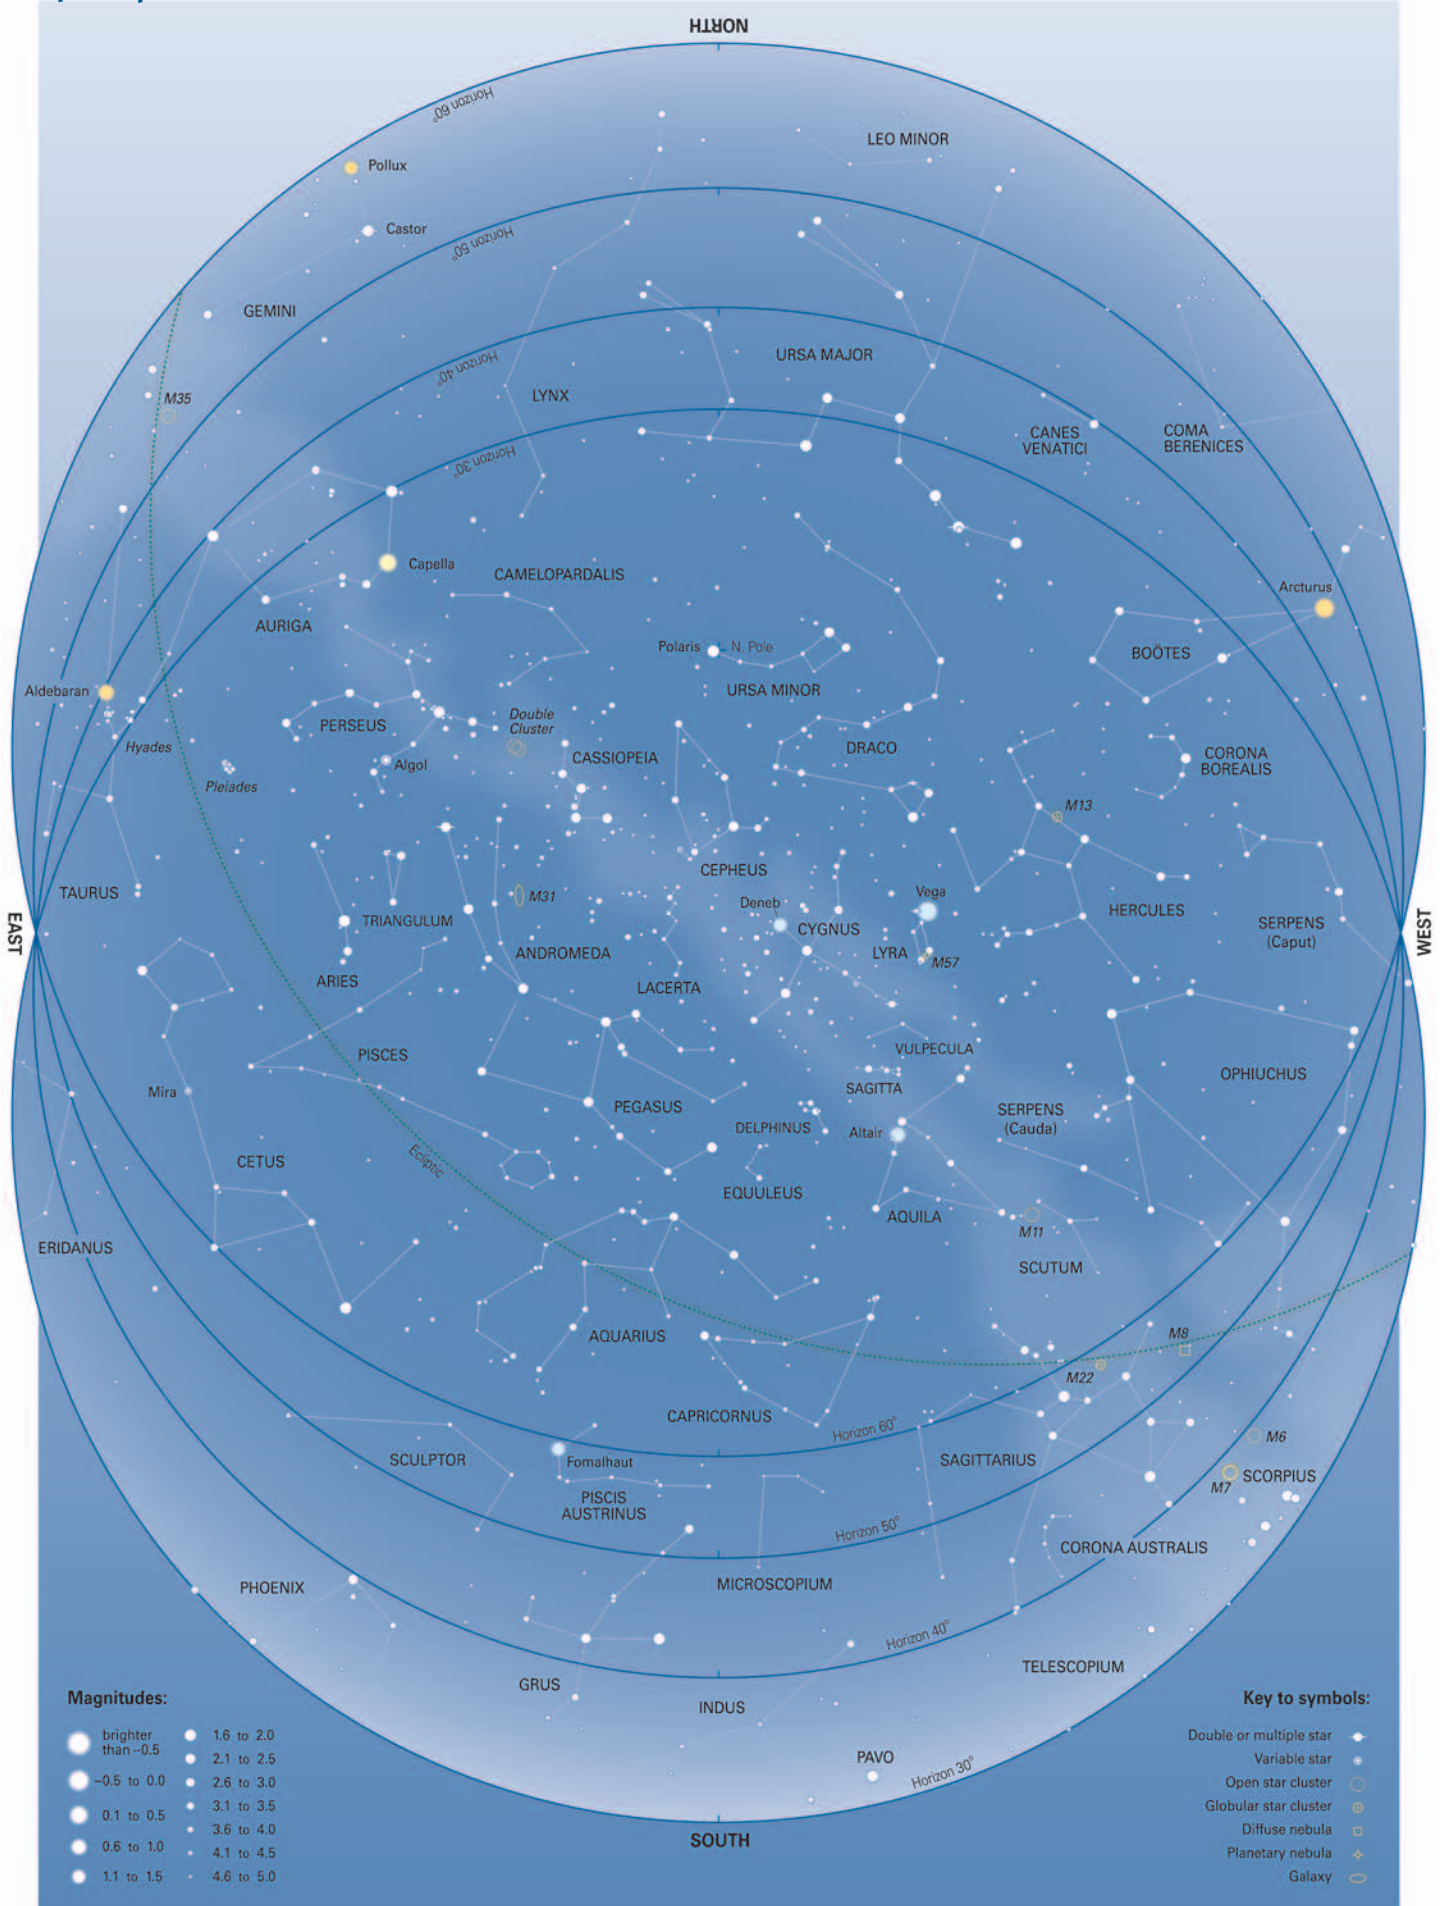 NORTH
Horizon 60°
LEO MINOR
Pollux
Castor
Horizon 50°
GEMINI
URSA MAJOR
Horizon 40°
LYNX
M35
CANES
VENATICI
COMA
BERENICES
Horizon 30°
Capella
CAMELOPARDALIS
Arcturus
AURIGA
Polaris
N. Pole
BOÖTES
Aldebaran
URSA MINOR
PERSEUS
Double
Cluster
Hyades
DRACO
CASSIOPEIA
CORONA
BOREALIS
Algol
Pleiades
M13
CEPHEUS
TAURUS
M31
Vega
Deneb
HERCULES
TRIANGULUM
CYGNUS
SERPENS
(Caput)
EAST
WEST
ANDROMEDA
LYRA
M57
ARIES
LACERTA
PISCES
VULPECULA
OPHIUCHUS
Mira
SAGITTA
PEGASUS
SERPENS
(Cauda)
DELPHINUS
Altair
CETUS
Ecliptic
EQUULEUS
AQUILA
M11
ERIDANUS
SCUTUM
AQUARIUS
M8
M22
CAPRICORNUS
Horizon 60°
M6
SCULPTOR
Fomalhaut
SAGITTARIUS
SCORPIUS
M7
PISCIS
AUSTRINUS
Horizon 50°
CORONA AUSTRALIS
PHOENIX
MICROSCOPIUM
Horizon 40°
TELESCOPIUM
GRUS
INDUS
PAVO
Horizon 30°
SOUTH
Magnitudes:
brighter
than –0.5
–0.5 to 0.0
0.1 to 0.5
0.6 to 1.0
1.1 to 1.5
1.6 to 2.0
2.1 to 2.5
2.6 to 3.0
3.1 to 3.5
3.6 to 4.0
4.1 to 4.5
4.6 to 5.0
Key to symbols:
Double or multiple star
Variable star
Open star cluster
Globular star cluster
Diffuse nebula
Planetary nebula
Galaxy